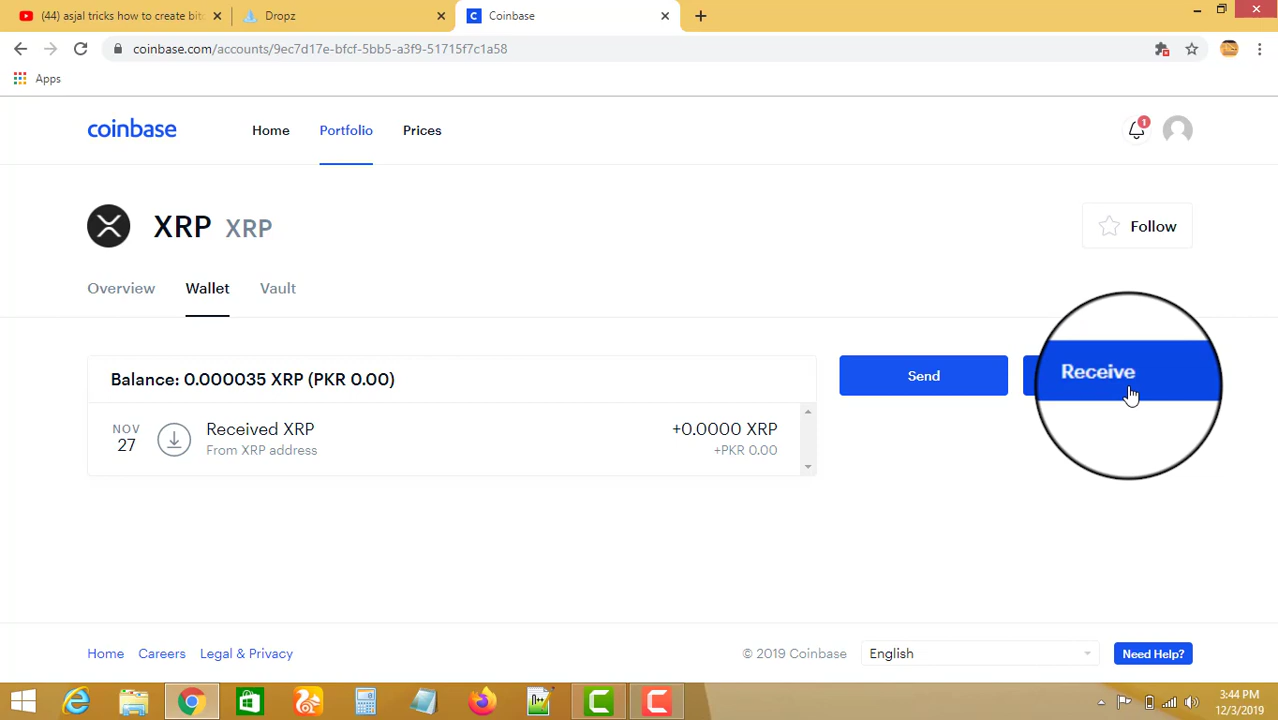 (44) asjal tricks how to create bitc
Dropz
Coinbase
coinbase.com/accounts/9ec7d17e-bfcf-5bb5-a3f9-51715f7c1a58
Apps
coinbase
Home
Portfolio
Prices
1
XRP XRP
Follow
Overview
Wallet
Vault
Balance: 0.000035 XRP (PKR 0.00)
Send
Receive
NOV
27
Received XRP
From XRP address
+0.0000 XRP
+PKR 0.00
Home
Careers
Legal & Privacy
© 2019 Coinbase
English
Need Help?
3:44 PM
12/3/2019